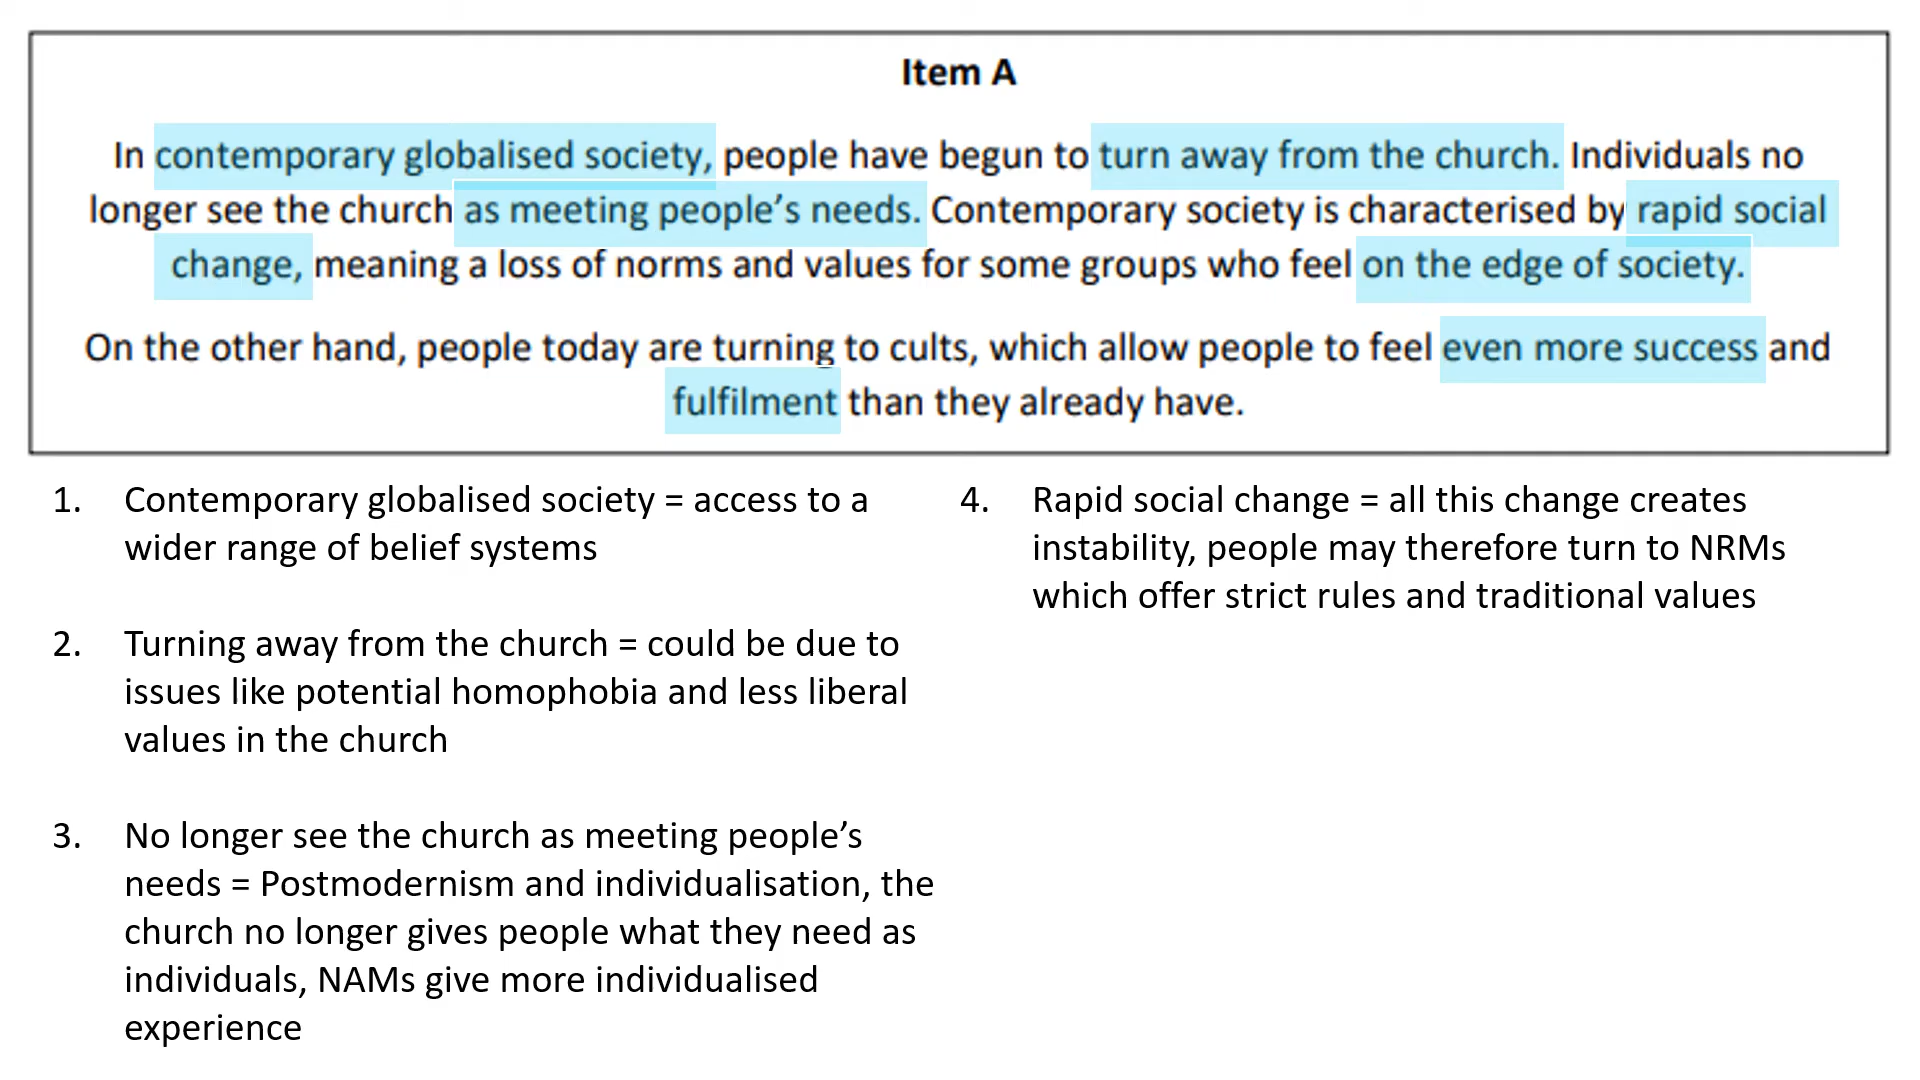 Item A
In contemporary globalised society, people have begun to turn away from the church. Individuals no
longer see the church as meeting people's needs. Contemporary society is characterised by rapid social
change, meaning a loss of norms and values for some groups who feel on the edge of society.
On the other hand, people today are turning to cults, which allow people to feel even more success and
fulfilment than they already have.
1. Contemporary globalised society = access to a
wider range of belief systems
2. Turning away from the church = could be due to
issues like potential homophobia and less liberal
values in the church
3. No longer see the church as meeting people’s
needs = Postmodernism and individualisation, the
church no longer gives people what they need as
individuals, NAMs give more individualised
experience
4. Rapid social change = all this change creates
instability, people may therefore turn to NRMs
which offer strict rules and traditional values